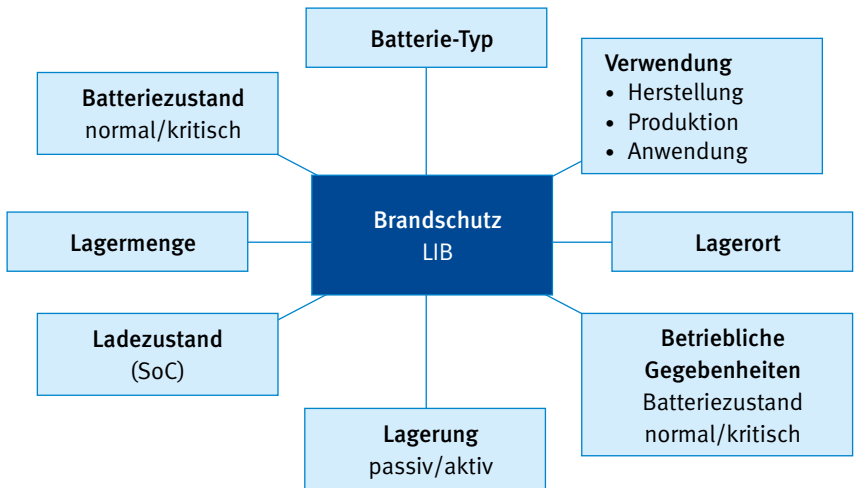 Batterie-Typ
Verwendung
• Herstellung
• Produktion
• Anwendung
Batteriezustand
normal/kritisch
Brandschutz
LIB
Lagermenge
Lagerort
Ladezustand
(SoC)
Betriebliche
Gegebenheiten
Batteriezustand
normal/kritisch
Lagerung
passiv/aktiv